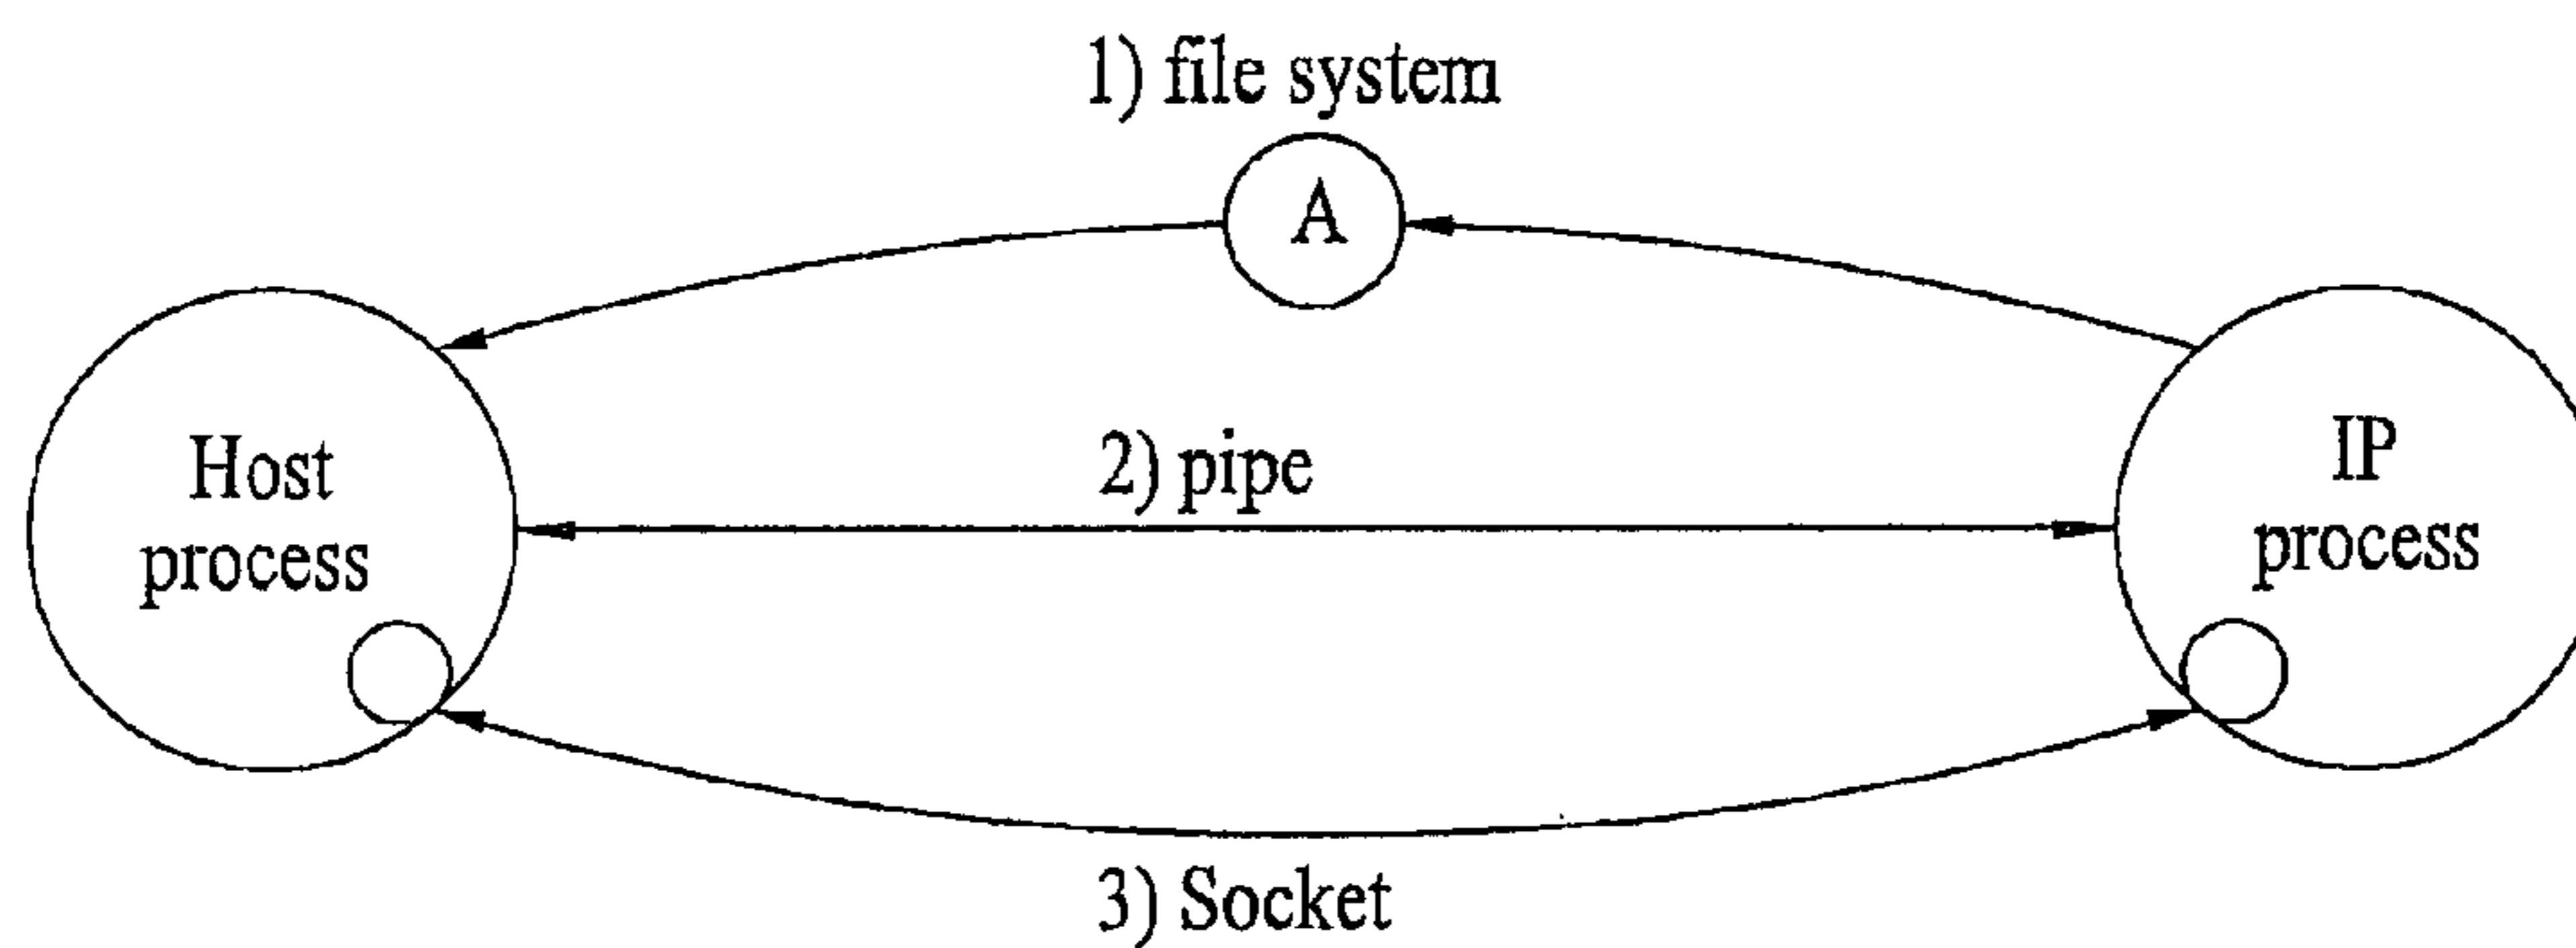 1) file system
A
Host
process
2) pipe
IP
process
3) Socket